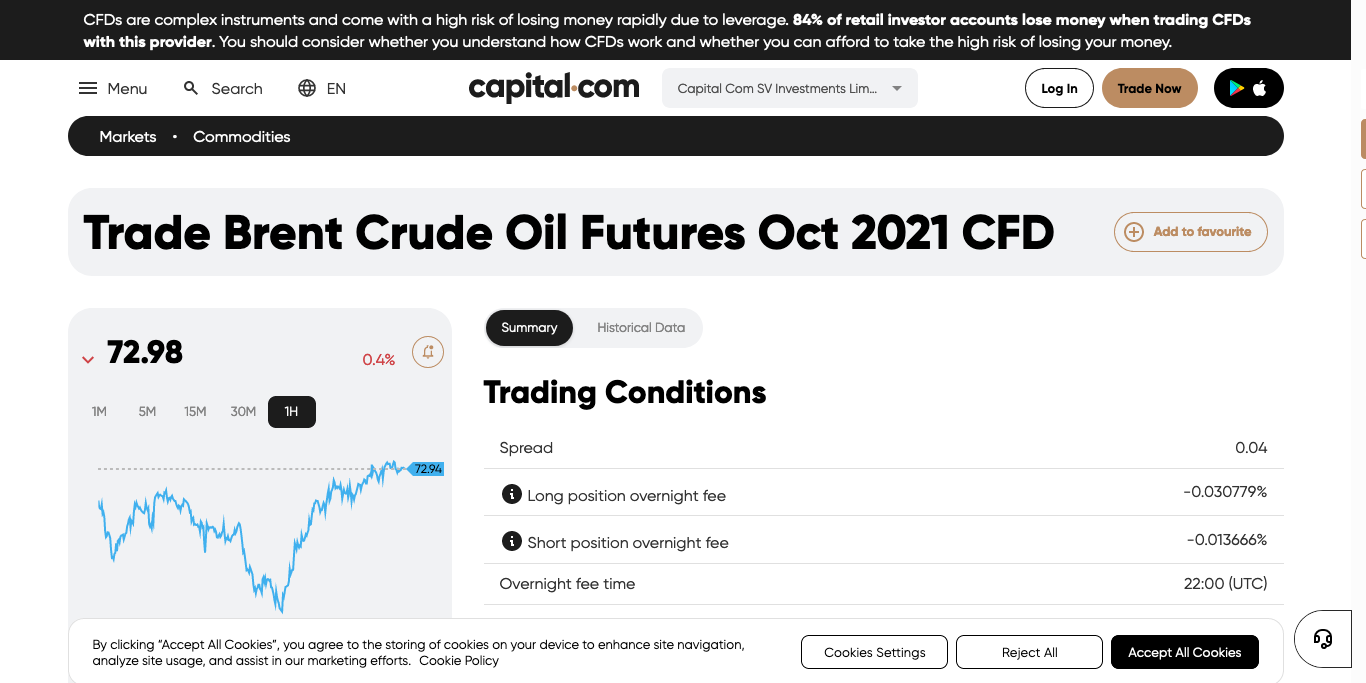 CFDs are complex instruments and come with a high risk of losing money rapidly due to leverage. 84% of retail investor accounts lose money when trading CFDs
with this provider. You should consider whether you understand how CFDs work and whether you can afford to take the high risk of losing your money.
Menu Search EN capital.com Capital Com SV Investments Lim... Log In Trade Now
Markets • Commodities
Trade Brent Crude Oil Futures Oct 2021 CFD Add to favourite
72.98 0.4%
1M 5M 15M 30M 1H
72.94
Summary Historical Data
Trading Conditions
Spread 0.04
Long position overnight fee -0.030779%
Short position overnight fee -0.013666%
Overnight fee time 22:00 (UTC)
By clicking “Accept All Cookies”, you agree to the storing of cookies on your device to enhance site navigation,
analyze site usage, and assist in our marketing efforts. Cookie Policy
Cookies Settings Reject All Accept All Cookies